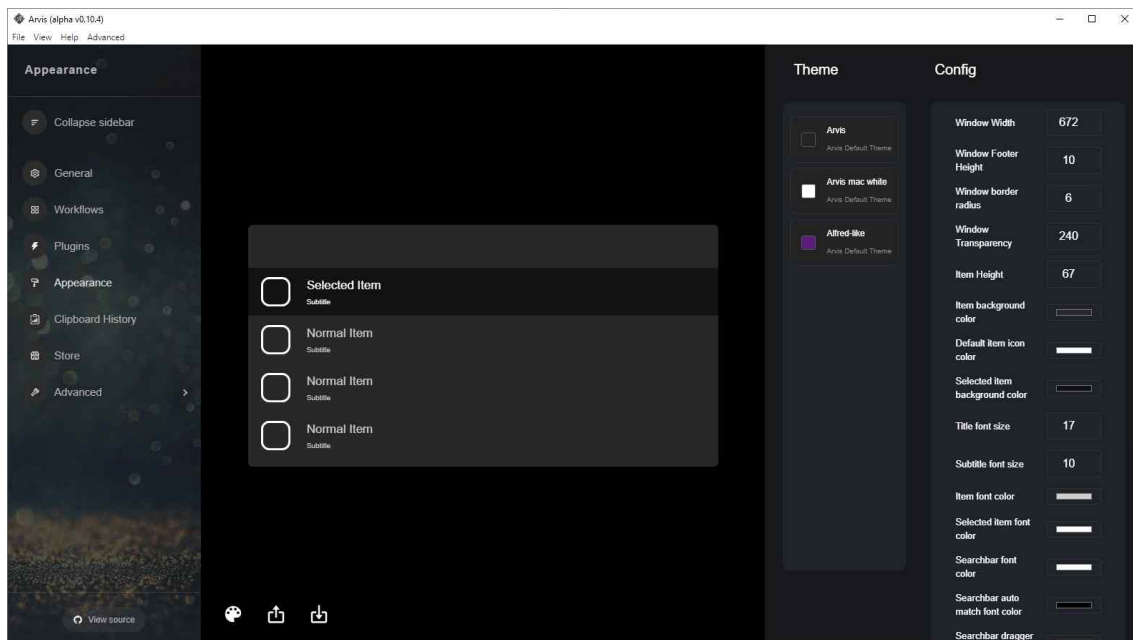 Arvis (alpha v0.10.4)
File View Help Advanced
Appearance
Collapse sidebar
General
Workflows
Plugins
Appearance
Clipboard History
Store
Advanced
View source
Selected Item
Subtitle
Normal Item
Subtitle
Normal Item
Subtitle
Normal Item
Subtitle
Theme
Arvis
Arvis Default Theme
Arvis mac white
Arvis Default Theme
Alfred-like
Arvis Default Theme
Config
Window Width 672
Window Footer
Height 10
Window border
radius 6
Window
Transparency 240
Item Height 67
Item background
color
Default item icon
color
Selected item
background color
Title font size 17
Subtitle font size 10
Item font color
Selected item font
color
Searchbar font
color
Searchbar auto
match font color
Searchbar dragger